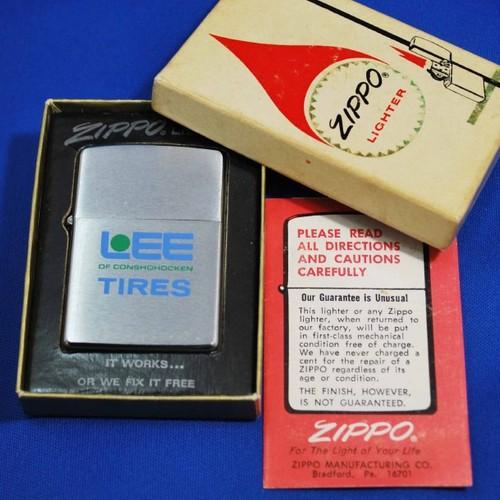 ZIPPO
LIGHTER
ZIPPO
LEE
OF CONSHOHOCKEN
TIRES
IT WORKS...
OR WE FIX IT FREE
PLEASE READ
ALL DIRECTIONS
AND CAUTIONS
CAREFULLY
Our Guarantee is Unusual
This lighter or any Zippo
lighter, when returned to
our factory, will be put
in first-class mechanical
condition free of charge.
We have never charged a
cent for the repair of a
ZIPPO regardless of its
age or condition.
THE FINISH, HOWEVER,
IS NOT GUARANTEED.
ZIPPO
For The Light of Your Life
ZIPPO MANUFACTURING CO.
Bradford, Pa. 16701